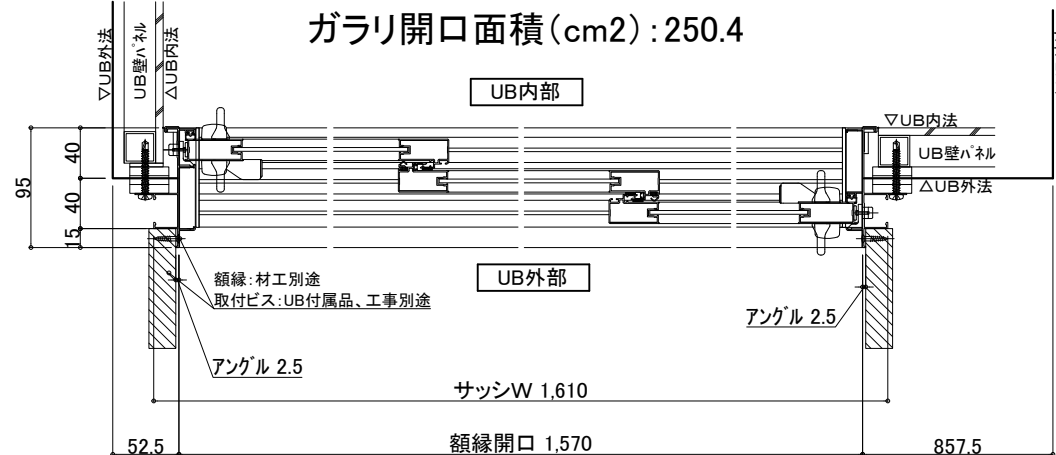 ガラリ開口面積(cm2):250.4
▽UB外法
UB壁パネル
△UB内法
UB内部
▽UB内法
UB壁パネル
△UB外法
95
40
40
15
額縁:材工別途
取付ビス:UB付属品、工事別途
UB外部
アングル 2.5
アングル 2.5
サッシW 1,610
52.5
額縁開口 1,570
857.5